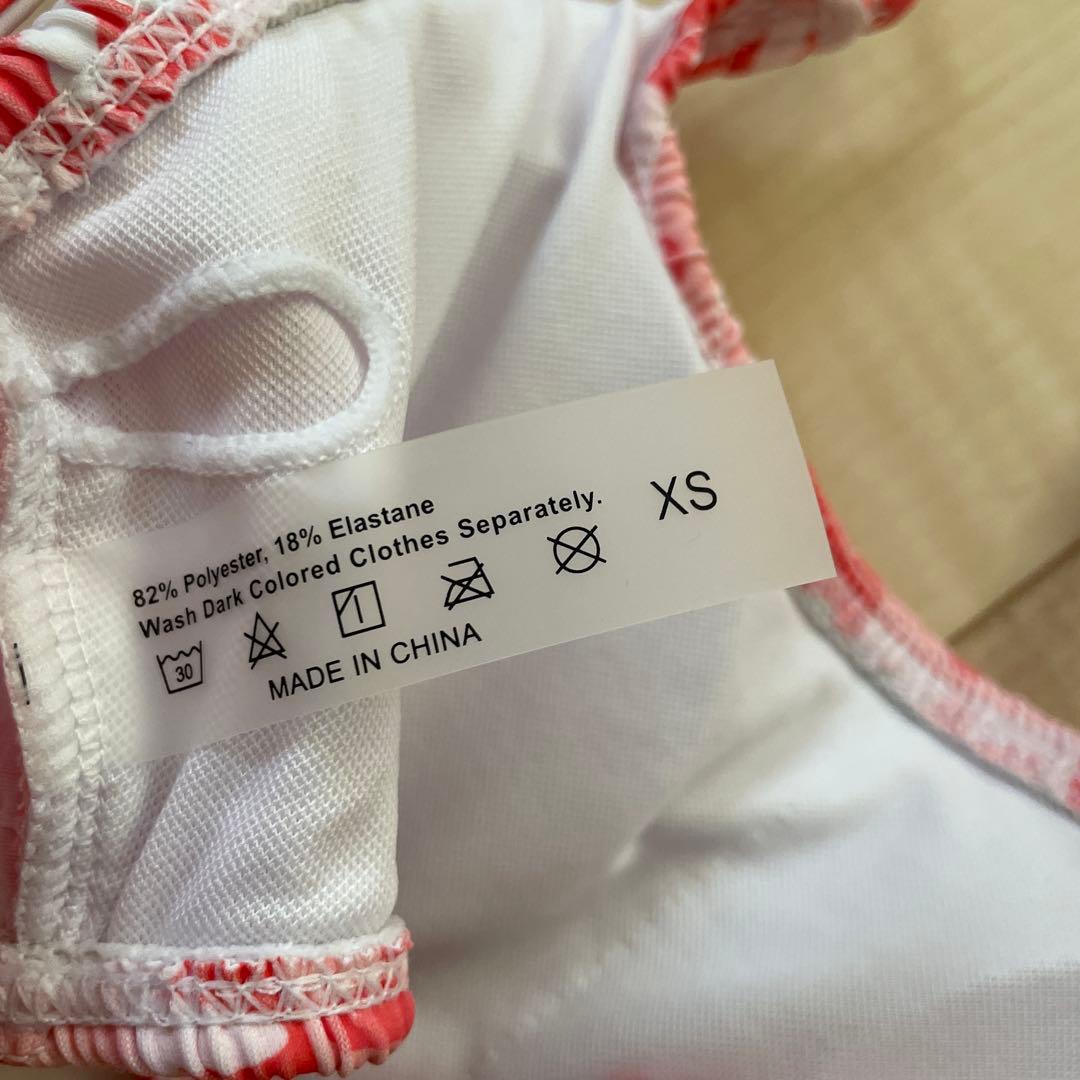 82% Polyester, 18% Elastane
Wash Dark Colored Clothes Separately.
XS
30
MADE IN CHINA